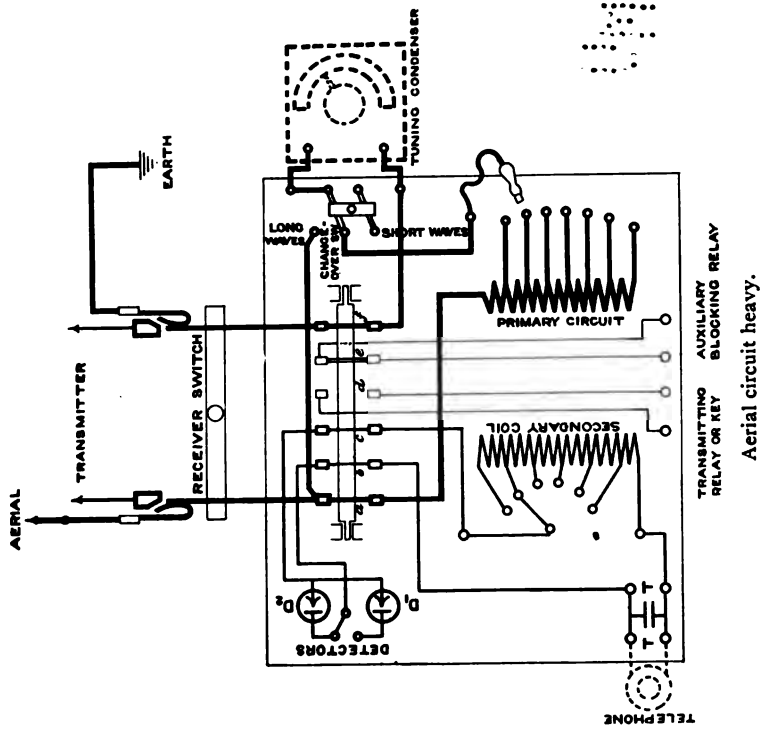 AERIAL
TRANSMITTER
EARTH
RECEIVER SWITCH
TUNING CONDENSER
LONG
WAVES
CHANGE-
OVER SW.
SHORT WAVES
a
b
c
d
e
f
PRIMARY CIRCUIT
SECONDARY COIL
D2
D1
DETECTORS
T
T
TELEPHONE
TRANSMITTING
RELAY OR KEY
AUXILIARY
BLOCKING RELAY
Aerial circuit heavy.